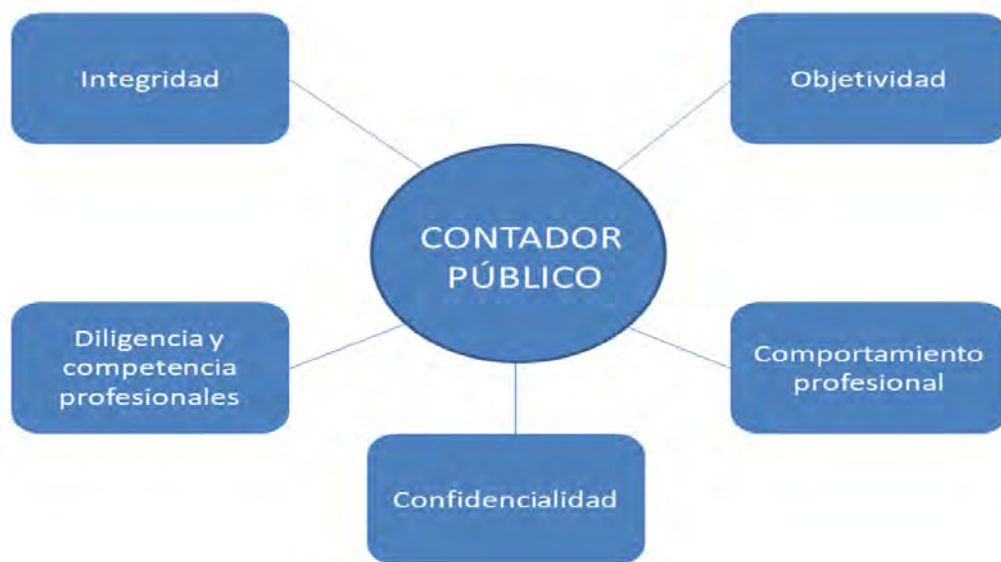 Integridad
Objetividad
CONTADOR
PÚBLICO
Diligencia y
competencia
profesionales
Comportamiento
profesional
Confidencialidad